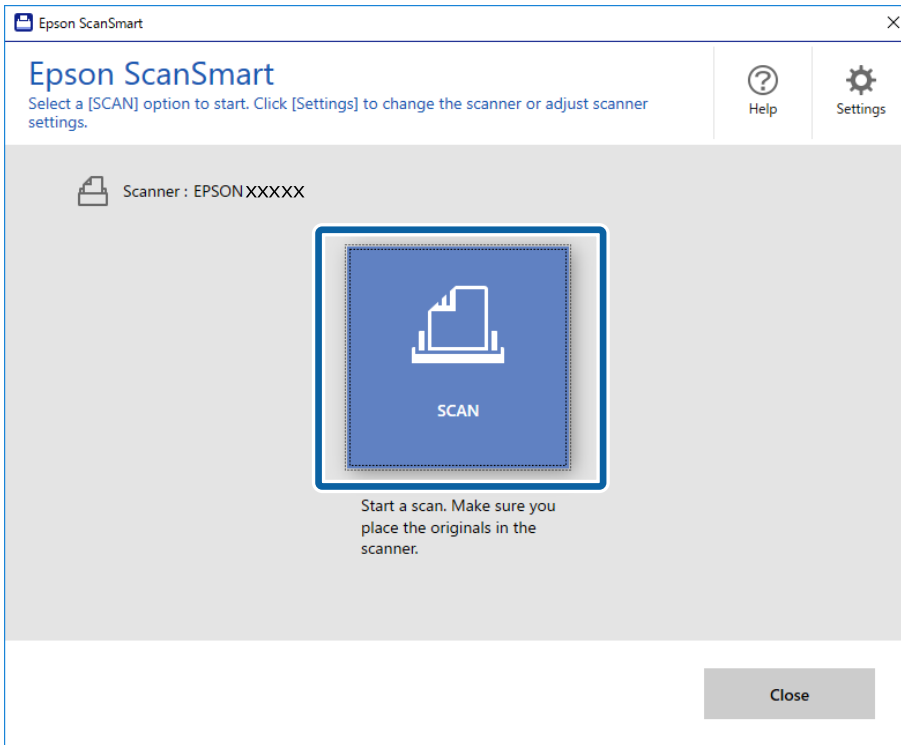 Epson ScanSmart
Epson ScanSmart
Select a [SCAN] option to start. Click [Settings] to change the scanner or adjust scanner
settings.
Help
Settings
Scanner : EPSON XXXXX
SCAN
Start a scan. Make sure you
place the originals in the
scanner.
Close